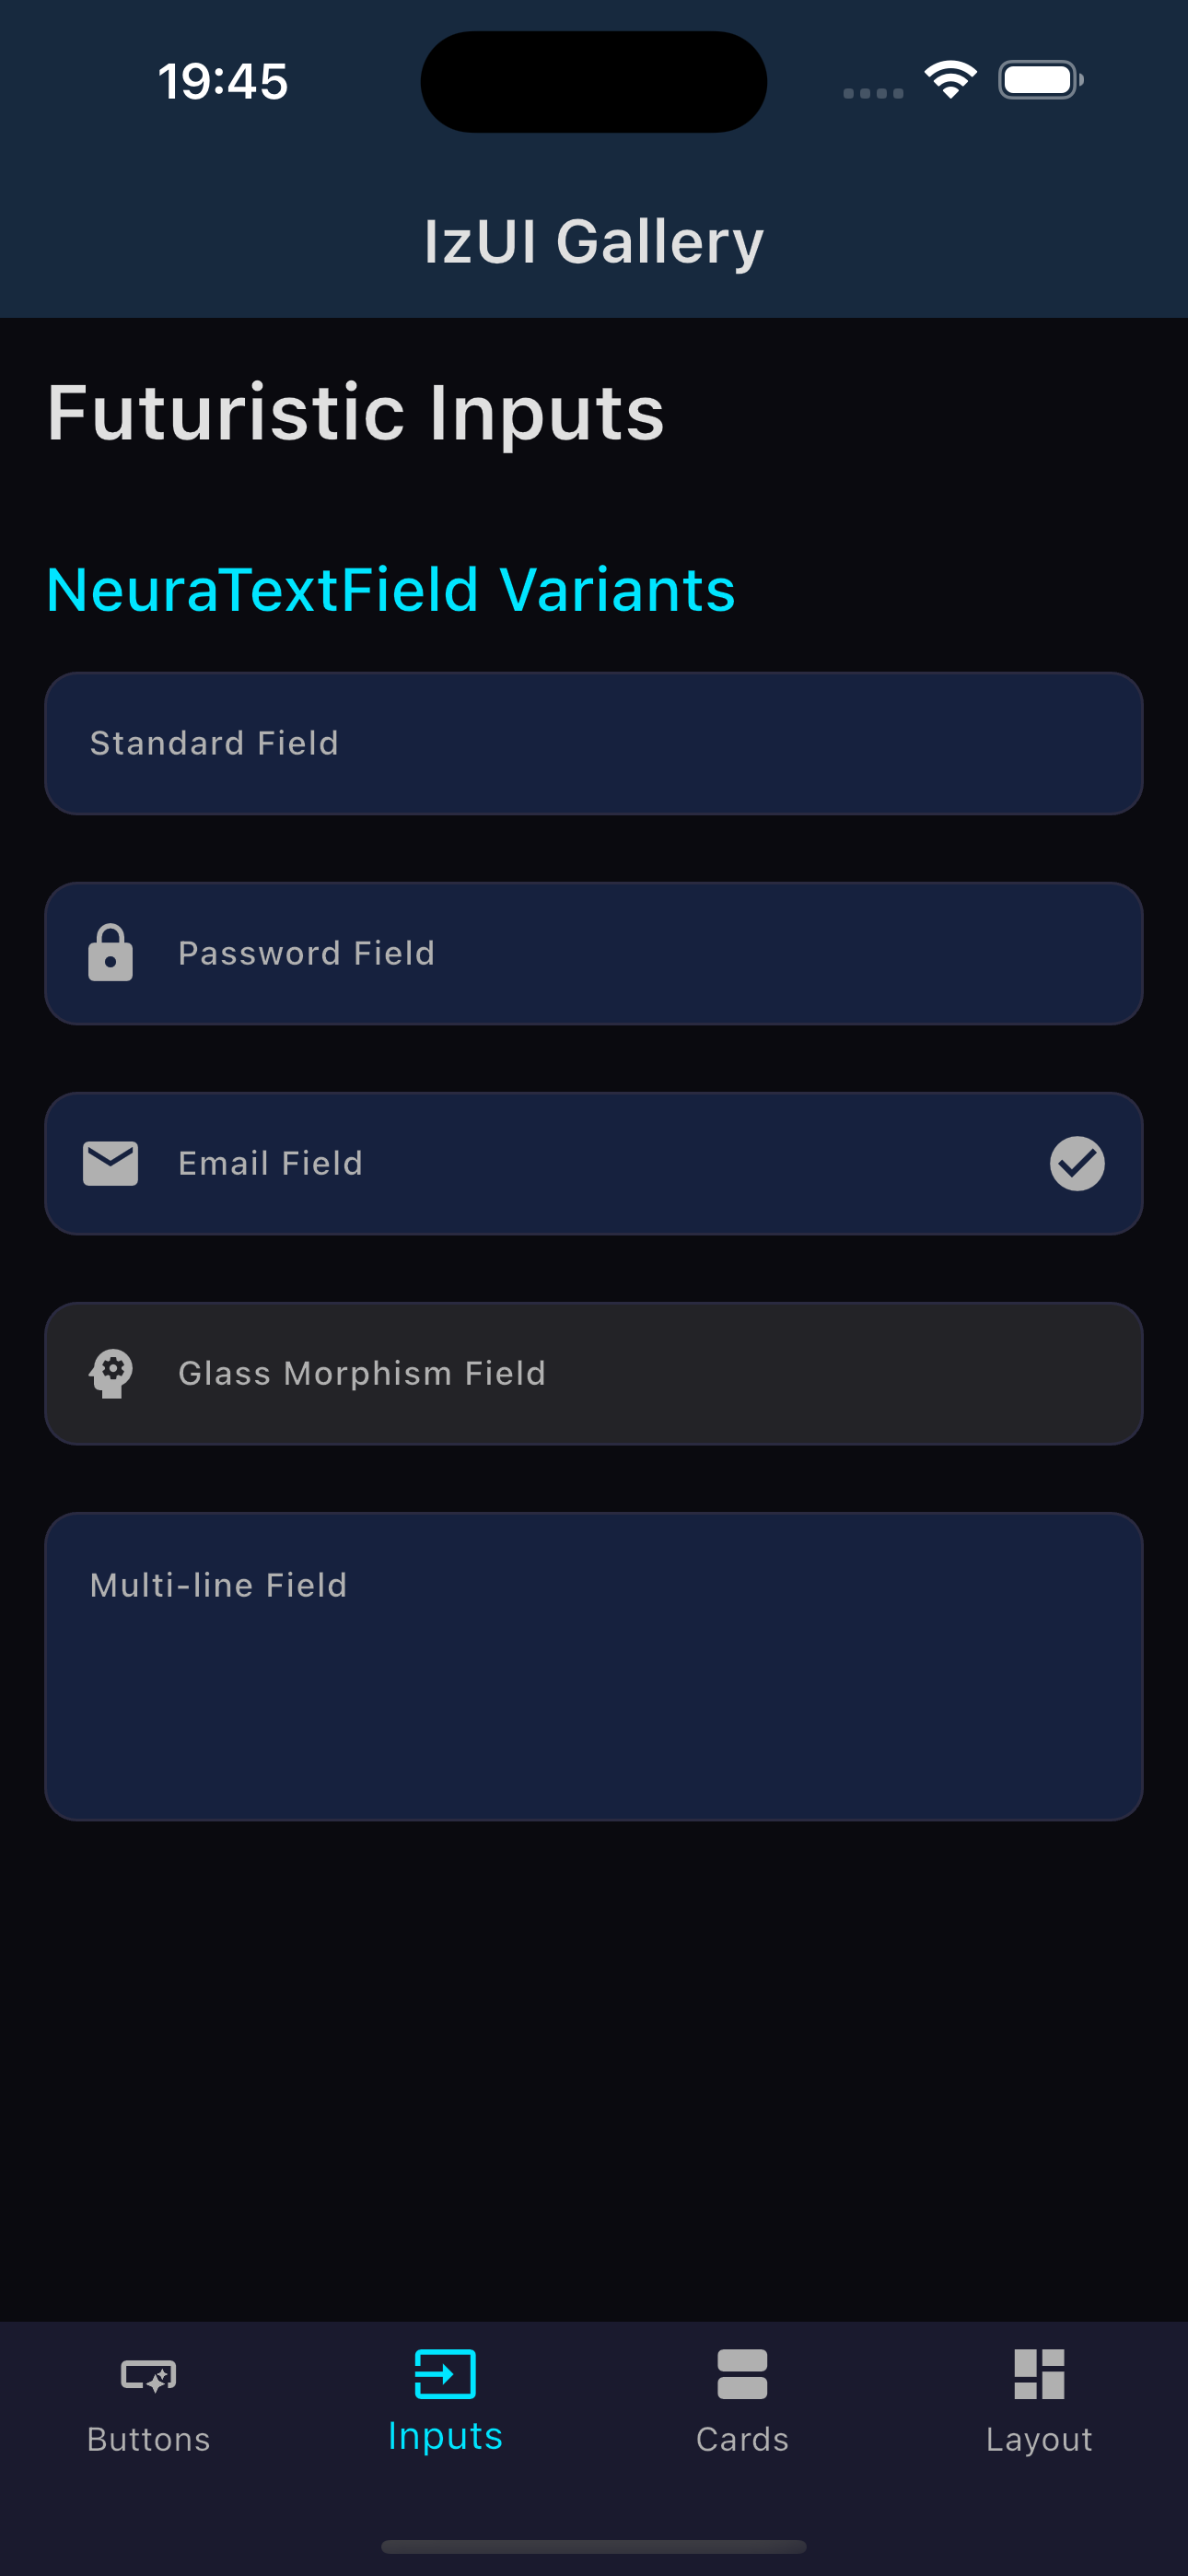 19:45
IzUI Gallery
Futuristic Inputs
NeuraTextField Variants
Standard Field
Password Field
Email Field
Glass Morphism Field
Multi-line Field
Buttons
Inputs
Cards
Layout